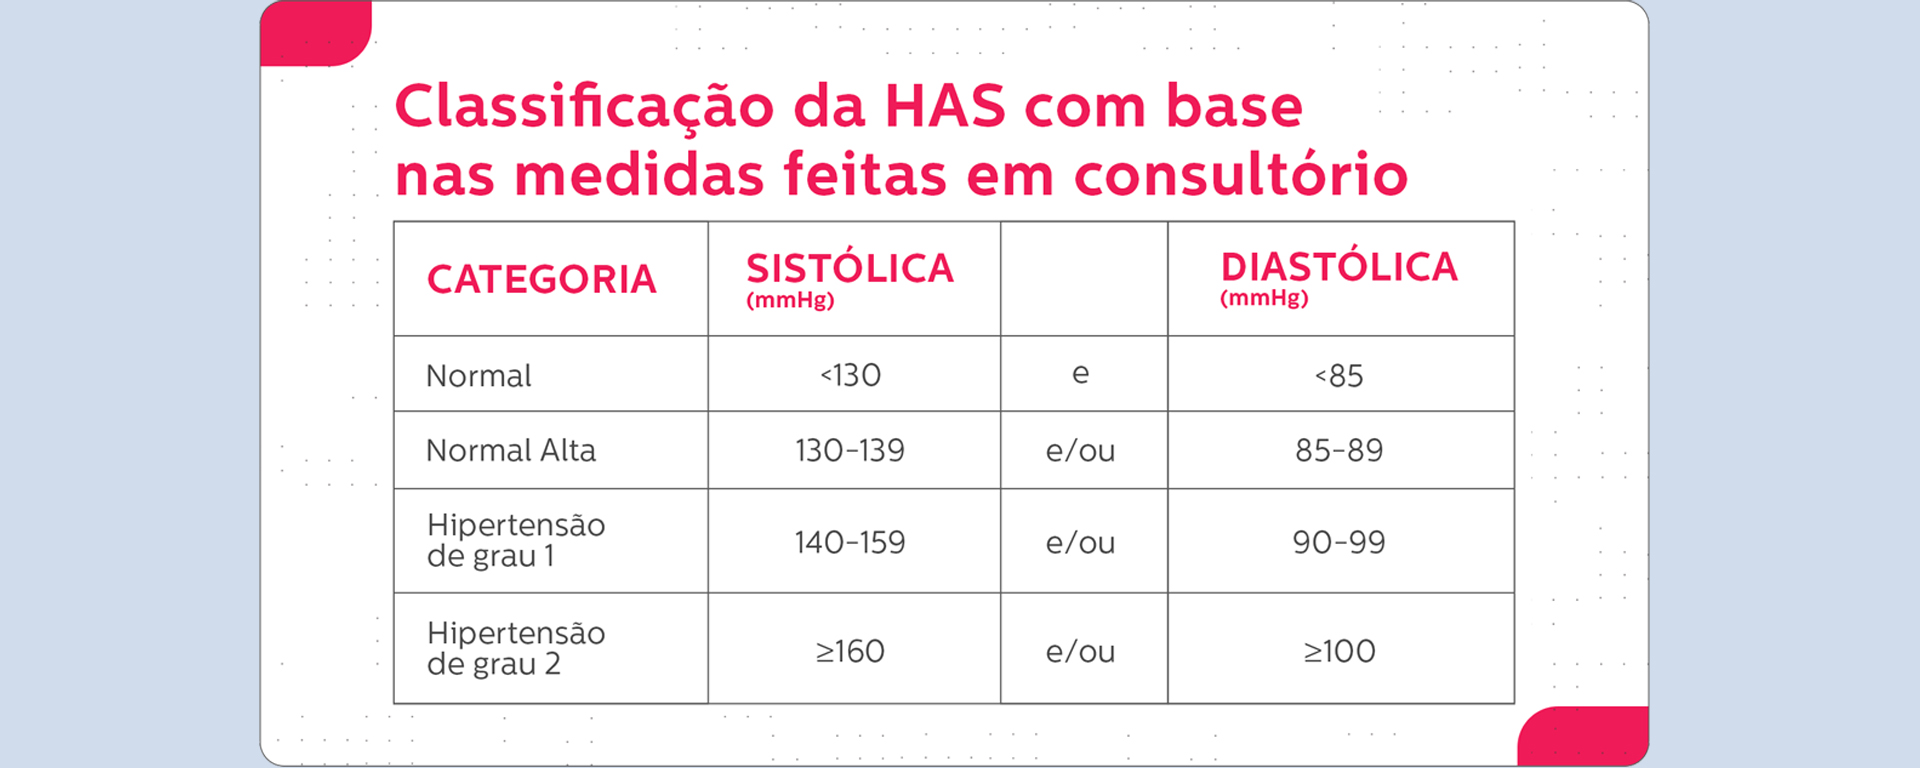 Classificação da HAS com base
nas medidas feitas em consultório
CATEGORIA SISTÓLICA (mmHg) DIASTÓLICA (mmHg)
Normal <130 e <85
Normal Alta 130-139 e/ou 85-89
Hipertensão
de grau 1 140-159 e/ou 90-99
Hipertensão
de grau 2 ≥160 e/ou ≥100